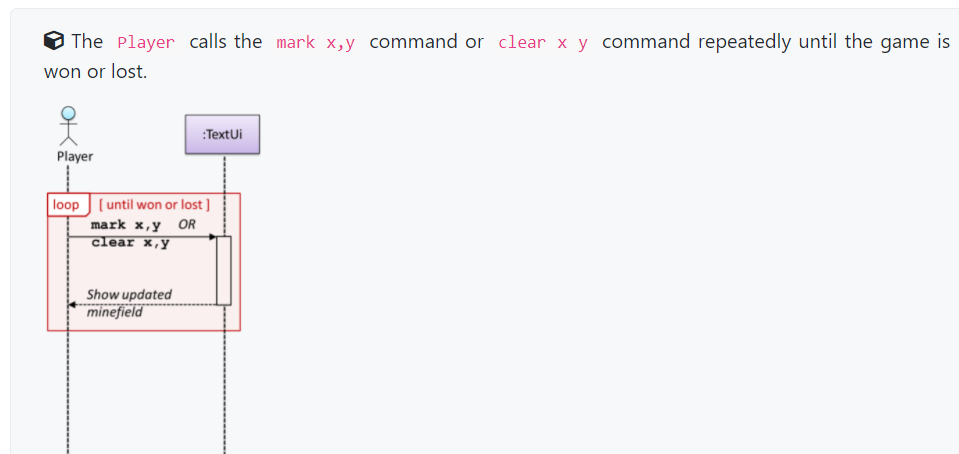 The Player calls the mark x,y command or clear x y command repeatedly until the game is
won or lost.
:TextUi
Player
loop [ until won or lost ]
mark x,y OR
clear x,y
Show updated
minefield